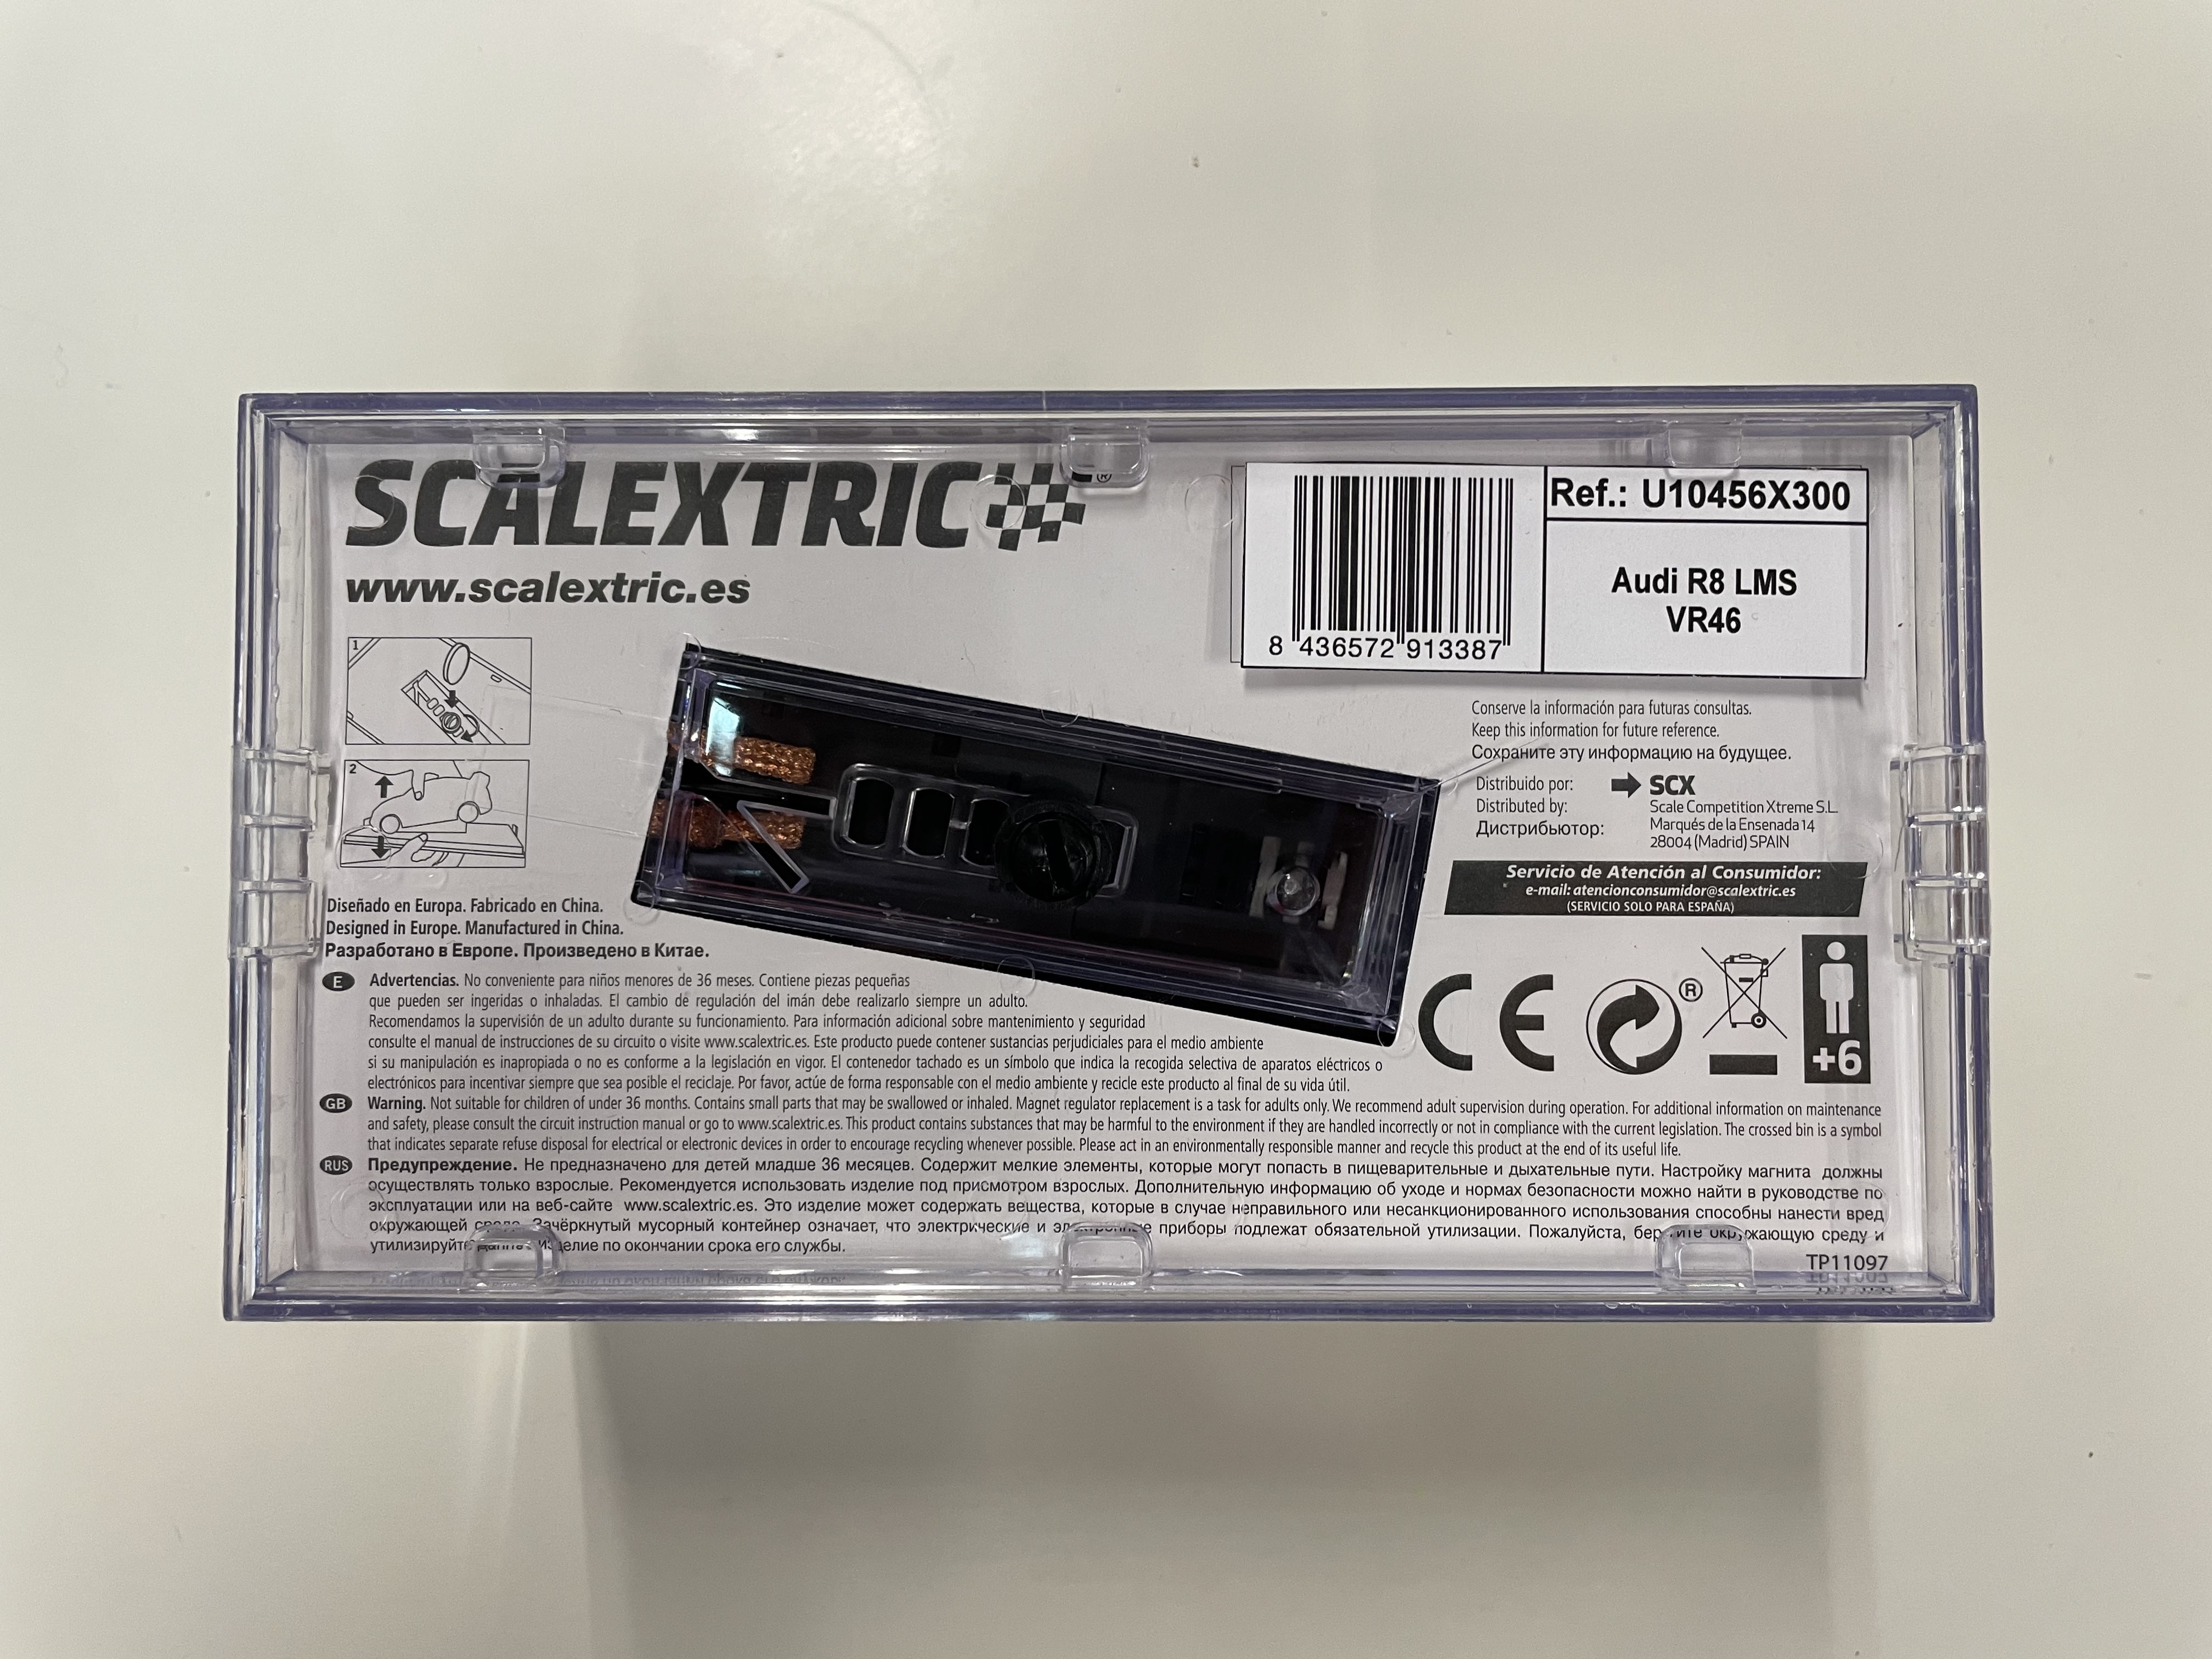 SCALEXTRIC ®
www.scalextric.es
8 436572 913387
Ref.: U10456X300
Audi R8 LMS
VR46
1
2
Conserve la información para futuras consultas.
Keep this information for future reference.
Сохраните эту информацию на будущее.
Distribuido por:
Distributed by:
Дистрибьютор:
SCX
Scale Competition Xtreme S.L.
Marqués de la Ensenada 14
28004 (Madrid) SPAIN
Servicio de Atención al Consumidor:
e-mail: atencionconsumidor@scalextric.es
(SERVICIO SOLO PARA ESPAÑA)
Diseñado en Europa. Fabricado en China.
Designed in Europe. Manufactured in China.
Разработано в Европе. Произведено в Китае.
CE
®
+6
E Advertencias. No conveniente para niños menores de 36 meses. Contiene piezas pequeñas
que pueden ser ingeridas o inhaladas. El cambio de regulación del imán debe realizarlo siempre un adulto.
Recomendamos la supervisión de un adulto durante su funcionamiento. Para información adicional sobre mantenimiento y seguridad
consulte el manual de instrucciones de su circuito o visite www.scalextric.es. Este producto puede contener sustancias perjudiciales para el medio ambiente
si su manipulación es inapropiada o no es conforme a la legislación en vigor. El contenedor tachado es un símbolo que indica la recogida selectiva de aparatos eléctricos o
electrónicos para incentivar siempre que sea posible el reciclaje. Por favor, actúe de forma responsable con el medio ambiente y recicle este producto al final de su vida útil.
GB Warning. Not suitable for children of under 36 months. Contains small parts that may be swallowed or inhaled. Magnet regulator replacement is a task for adults only. We recommend adult supervision during operation. For additional information on maintenance
and safety, please consult the circuit instruction manual or go to www.scalextric.es. This product contains substances that may be harmful to the environment if they are handled incorrectly or not in compliance with the current legislation. The crossed bin is a symbol
that indicates separate refuse disposal for electrical or electronic devices in order to encourage recycling whenever possible. Please act in an environmentally responsible manner and recycle this product at the end of its useful life.
RUS Предупреждение. Не предназначено для детей младше 36 месяцев. Содержит мелкие элементы, которые могут попасть в пищеварительные и дыхательные пути. Настройку магнита должны
осуществлять только взрослые. Рекомендуется использовать изделие под присмотром взрослых. Дополнительную информацию об уходе и нормах безопасности можно найти в руководстве по
эксплуатации или на веб-сайте www.scalextric.es. Это изделие может содержать вещества, которые в случае неправильного или несанкционированного использования способны нанести вред
окружающей среде. Зачёркнутый мусорный контейнер означает, что электрические и электронные приборы подлежат обязательной утилизации. Пожалуйста, берегите окружающую среду и
утилизируйте данное изделие по окончании срока его службы.
TP11097